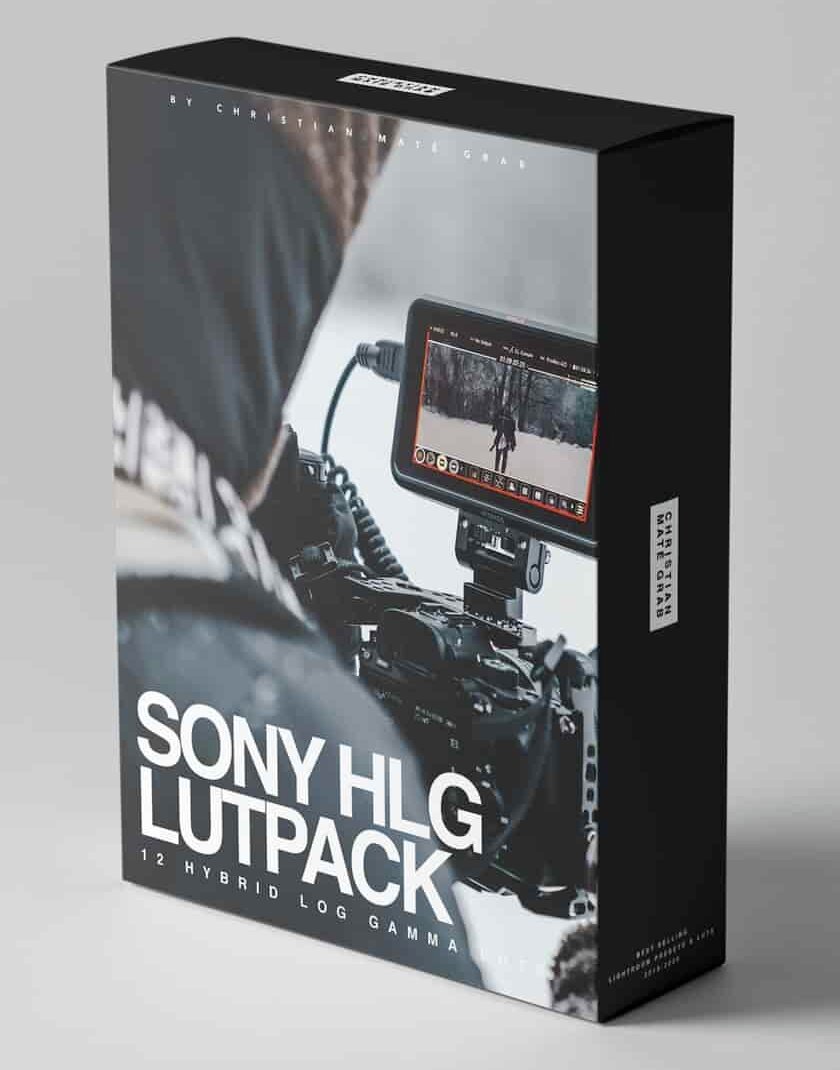 BY CHRISTIAN MATÉ GRAB
SONY HLG
LUTPACK
12 HYBRID LOG GAMMA LUTS
CHRISTIAN
MATÉ GRAB
BEST SELLING
LIGHTROOM PRESETS & LUTS